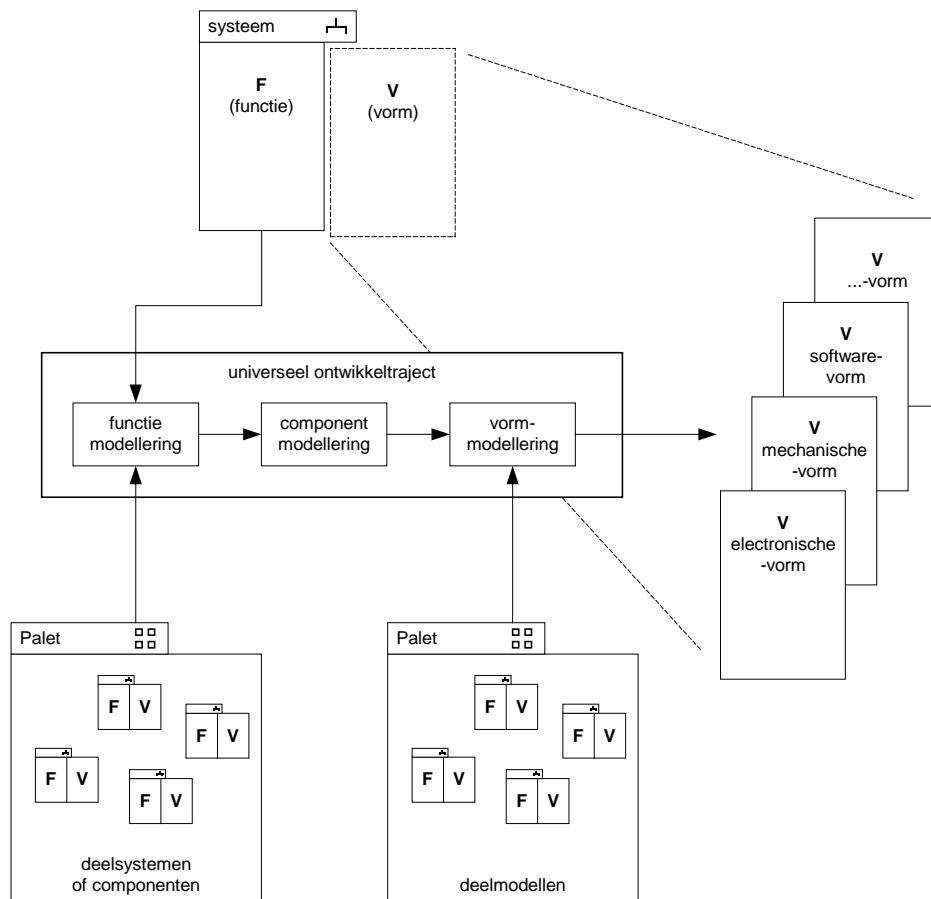 systeem
F
(functie)
V
(vorm)
V
...-vorm
V
software-
vorm
V
mechanische
-vorm
V
electronische
-vorm
universeel ontwikkeltraject
functie
modellering
component
modellering
vorm-
modellering
Palet
F V
F V
F V
F V
deelsystemen
of componenten
Palet
F V
F V
F V
F V
deelmodellen